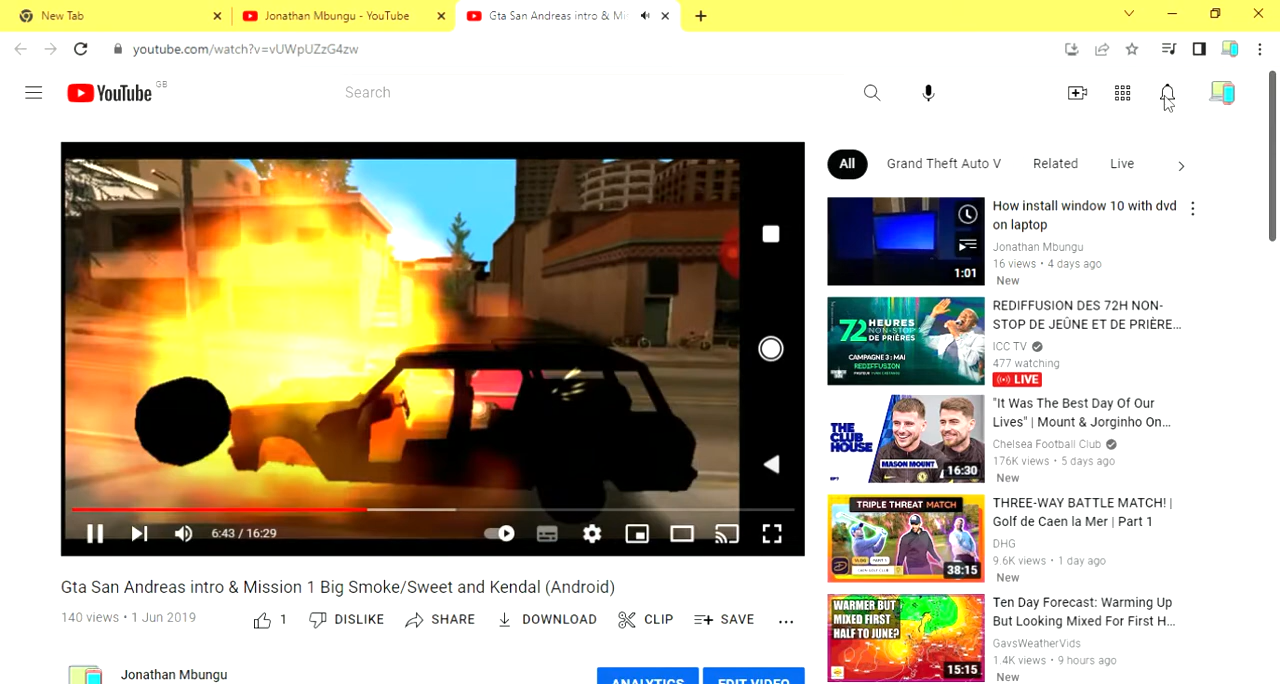 New Tab
Jonathan Mbungu - YouTube
Gta San Andreas intro & Mi
youtube.com/watch?v=vUWpUZzG4zw
YouTube GB
Search
All
Grand Theft Auto V
Related
Live
How install window 10 with dvd
on laptop
Jonathan Mbungu
16 views • 4 days ago
New
1:01
72 HEURES
NON-STOP
DE PRIÈRES
CAMPAGNE 3 : MAI
REDIFFUSION
REDIFFUSION DES 72H NON-
STOP DE JEÛNE ET DE PRIÈRE...
ICC TV
477 watching
LIVE
THE
CLUB
HOUSE
MASON MOUNT
16:30
"It Was The Best Day Of Our
Lives" | Mount & Jorginho On...
Chelsea Football Club
176K views • 5 days ago
New
TRIPLE THREAT MATCH
38:15
THREE-WAY BATTLE MATCH! |
Golf de Caen la Mer | Part 1
DHG
9.6K views • 1 day ago
New
WARMER BUT
MIXED FIRST
HALF TO JUNE?
15:15
Ten Day Forecast: Warming Up
But Looking Mixed For First H...
GavsWeatherVids
1.4K views • 9 hours ago
New
6:43 / 16:29
Gta San Andreas intro & Mission 1 Big Smoke/Sweet and Kendal (Android)
140 views • 1 Jun 2019
1
DISLIKE
SHARE
DOWNLOAD
CLIP
SAVE
...
Jonathan Mbungu
ANALYTICS
EDIT VIDEO